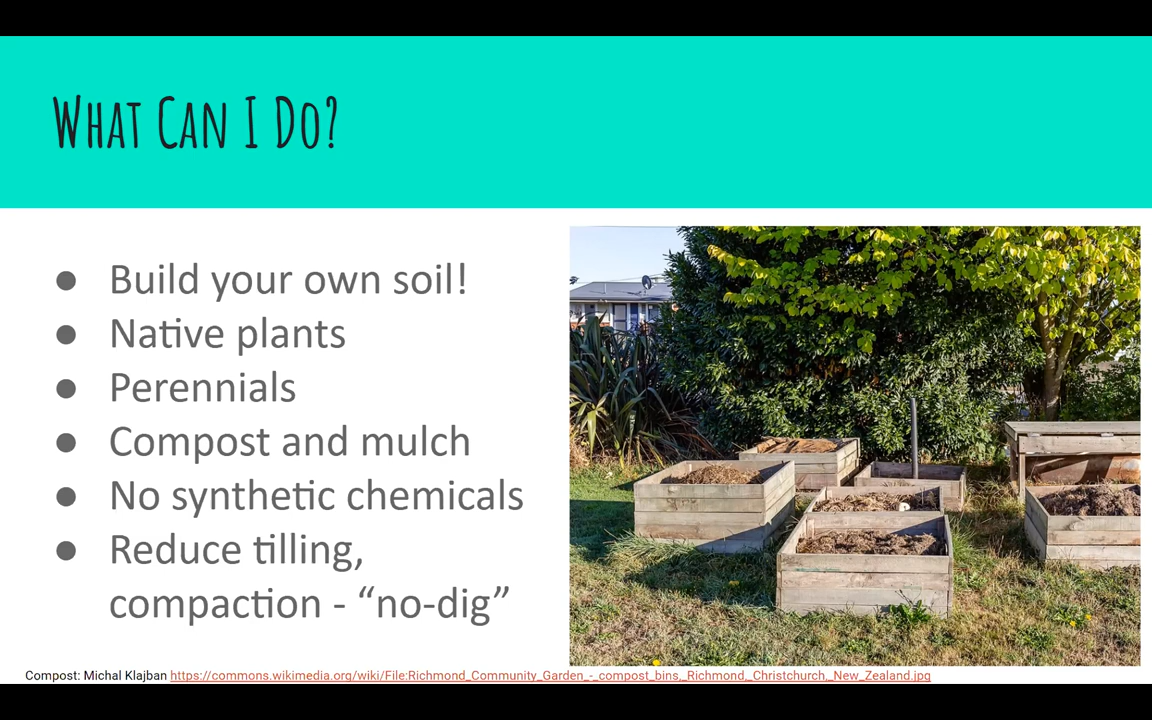 What Can I Do?
● Build your own soil!
● Native plants
● Perennials
● Compost and mulch
● No synthetic chemicals
● Reduce tilling,
compaction - “no-dig”
Compost: Michal Klajban https://commons.wikimedia.org/wiki/File:Richmond_Community_Garden_-_compost_bins,_Richmond,_Christchurch,_New_Zealand.jpg